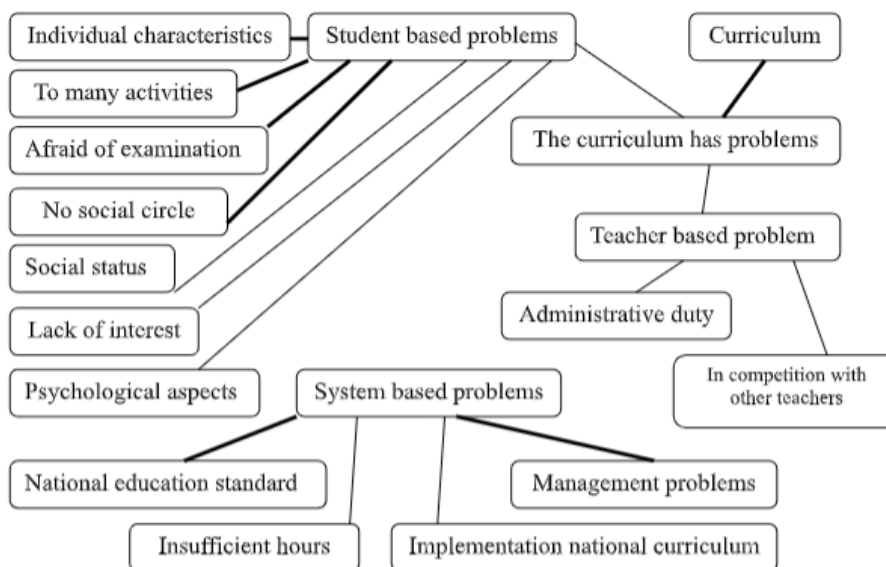 Individual characteristics
Student based problems
Curriculum
To many activities
Afraid of examination
The curriculum has problems
No social circle
Teacher based problem
Social status
Administrative duty
Lack of interest
In competition with
other teachers
Psychological aspects
System based problems
National education standard
Management problems
Insufficient hours
Implementation national curriculum